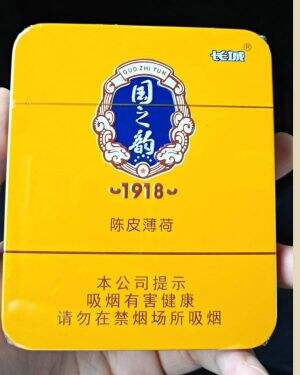 长城®
GUO ZHI YUN
国之韵
1918
陈皮薄荷
本公司提示
吸烟有害健康
请勿在禁烟场所吸烟